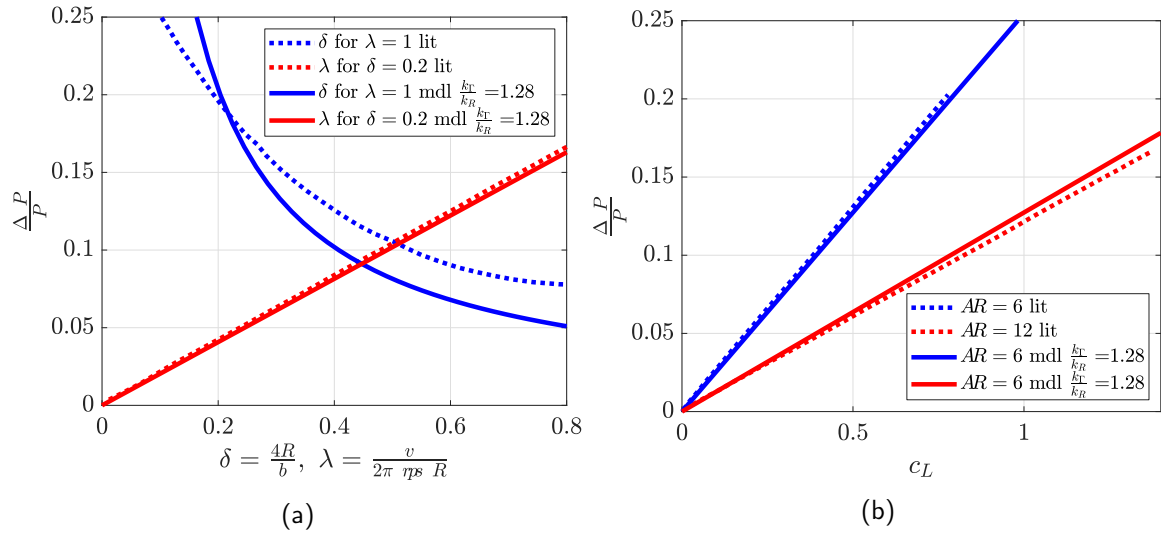 0.25
0.2
0.15
0.1
0.05
0
ΔP/P
δ for λ = 1 lit
λ for δ = 0.2 lit
δ for λ = 1 mdl k_Γ/k_R =1.28
λ for δ = 0.2 mdl k_Γ/k_R =1.28
0 0.2 0.4 0.6 0.8
δ = 4R/b, λ = v/(2π rps R)
(a)
0.25
0.2
0.15
0.1
0.05
0
ΔP/P
AR = 6 lit
AR = 12 lit
AR = 6 mdl k_Γ/k_R =1.28
AR = 6 mdl k_Γ/k_R =1.28
0 0.5 1
c_L
(b)